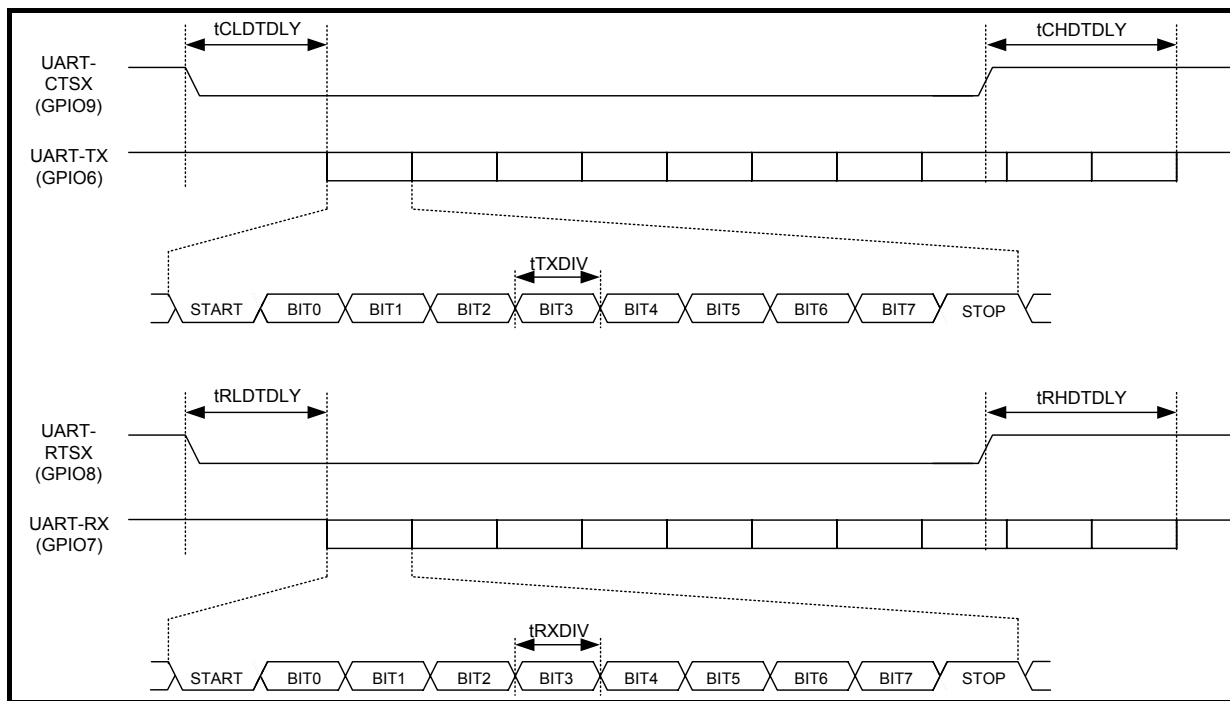 tCLDTDLY
tCHDTDLY
UART-
CTSX
(GPIO9)
UART-TX
(GPIO6)
tTXDIV
START BIT0 BIT1 BIT2 BIT3 BIT4 BIT5 BIT6 BIT7 STOP
tRLDTDLY
tRHDTDLY
UART-
RTSX
(GPIO8)
UART-RX
(GPIO7)
tRXDIV
START BIT0 BIT1 BIT2 BIT3 BIT4 BIT5 BIT6 BIT7 STOP